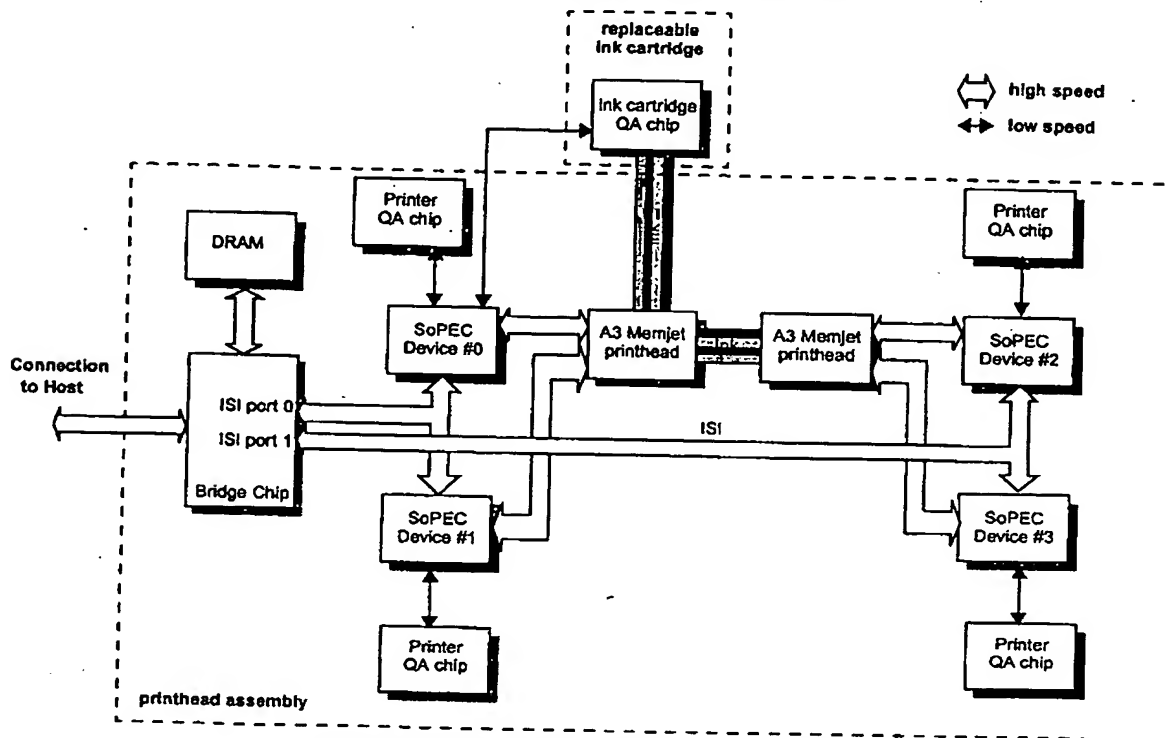 replaceable
ink cartridge
Ink cartridge
QA chip
high speed
low speed
Printer
QA chip
Printer
QA chip
DRAM
SoPEC
Device #0
A3 Memjet
printhead
Ink
A3 Memjet
printhead
SoPEC
Device #2
Connection
to Host
ISI port 0
ISI port 1
ISI
Bridge Chip
SoPEC
Device #1
SoPEC
Device #3
Printer
QA chip
Printer
QA chip
printhead assembly